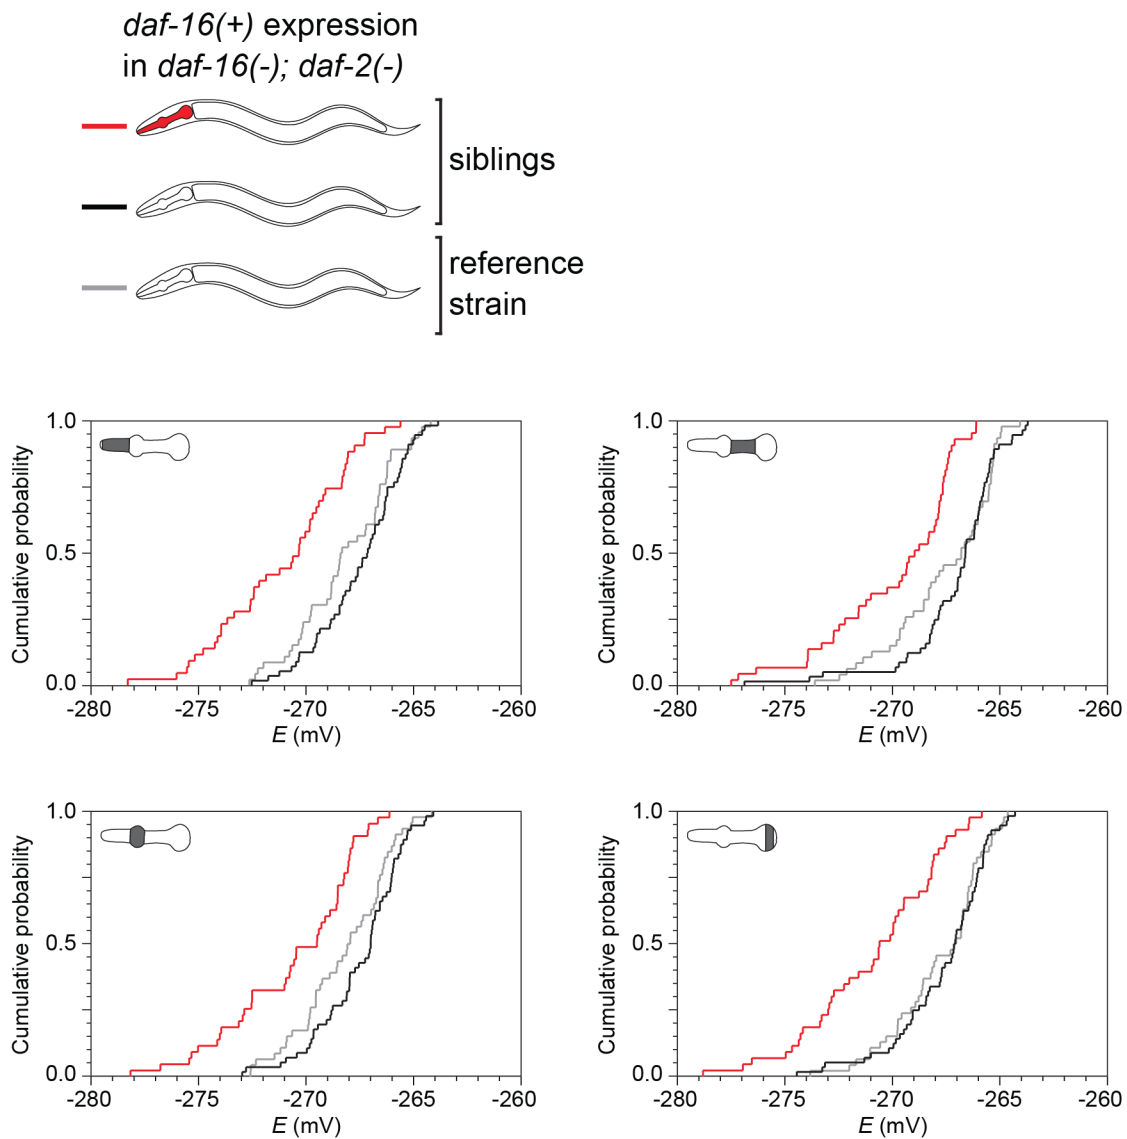 daf-16(+) expression
in daf-16(-); daf-2(-)
siblings
reference
strain
1.0
0.5
0.0
Cumulative probability
-280
-275
-270
-265
-260
E (mV)
1.0
0.5
0.0
Cumulative probability
-280
-275
-270
-265
-260
E (mV)
1.0
0.5
0.0
Cumulative probability
-280
-275
-270
-265
-260
E (mV)
1.0
0.5
0.0
Cumulative probability
-280
-275
-270
-265
-260
E (mV)